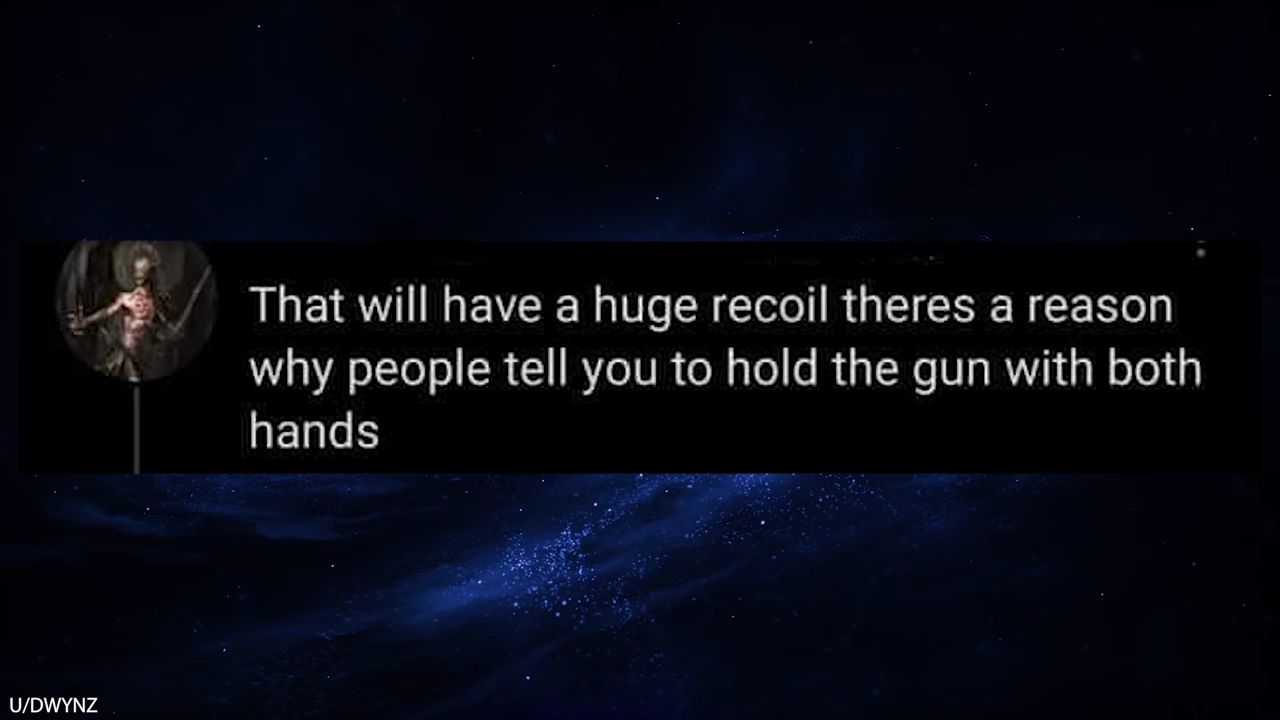 That will have a huge recoil theres a reason
why people tell you to hold the gun with both
hands
U/DWYNZ